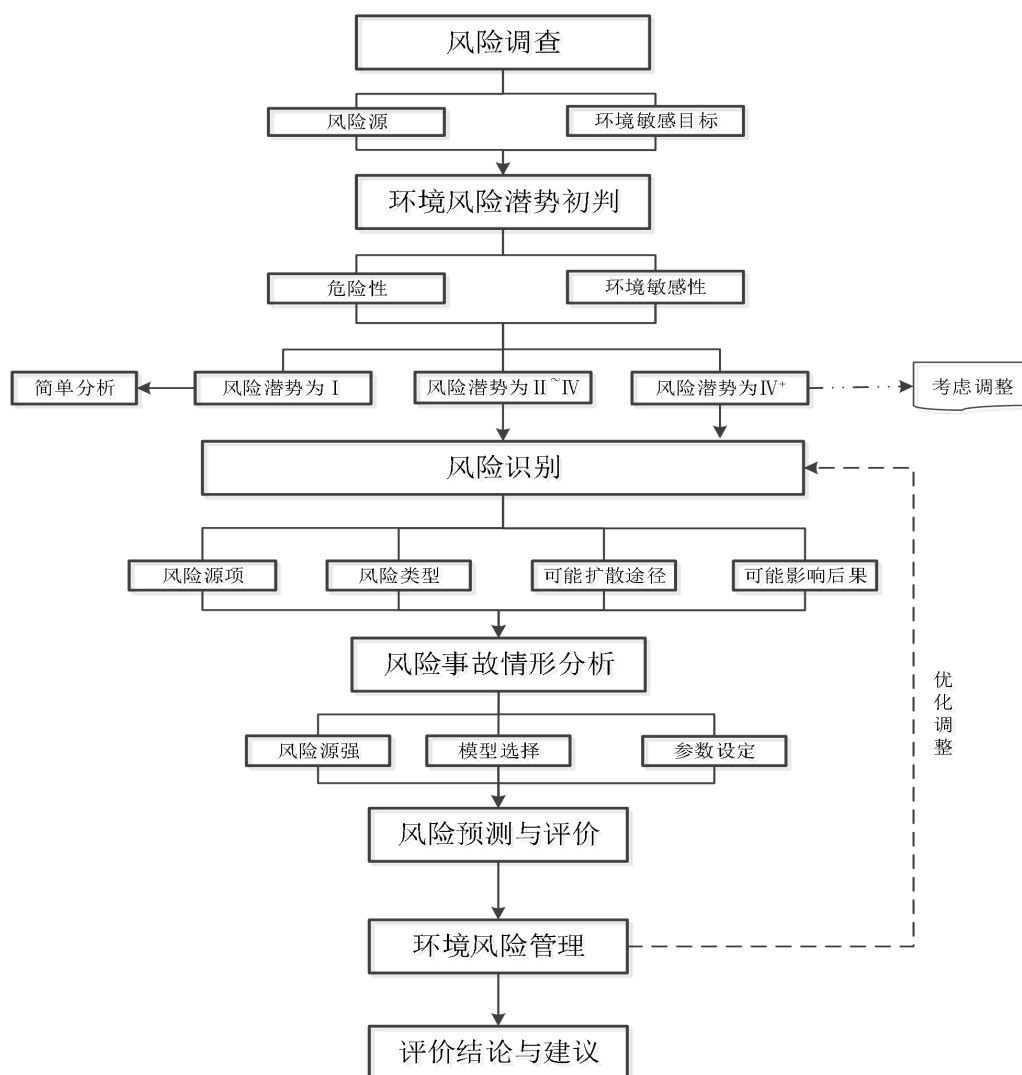 风险调查
风险源
环境敏感目标
环境风险潜势初判
危险性
环境敏感性
简单分析
风险潜势为Ⅰ
风险潜势为Ⅱ~Ⅳ
风险潜势为Ⅳ⁺
考虑调整
风险识别
风险源项
风险类型
可能扩散途径
可能影响后果
风险事故情形分析
优化调整
风险源强
模型选择
参数设定
风险预测与评价
环境风险管理
评价结论与建议